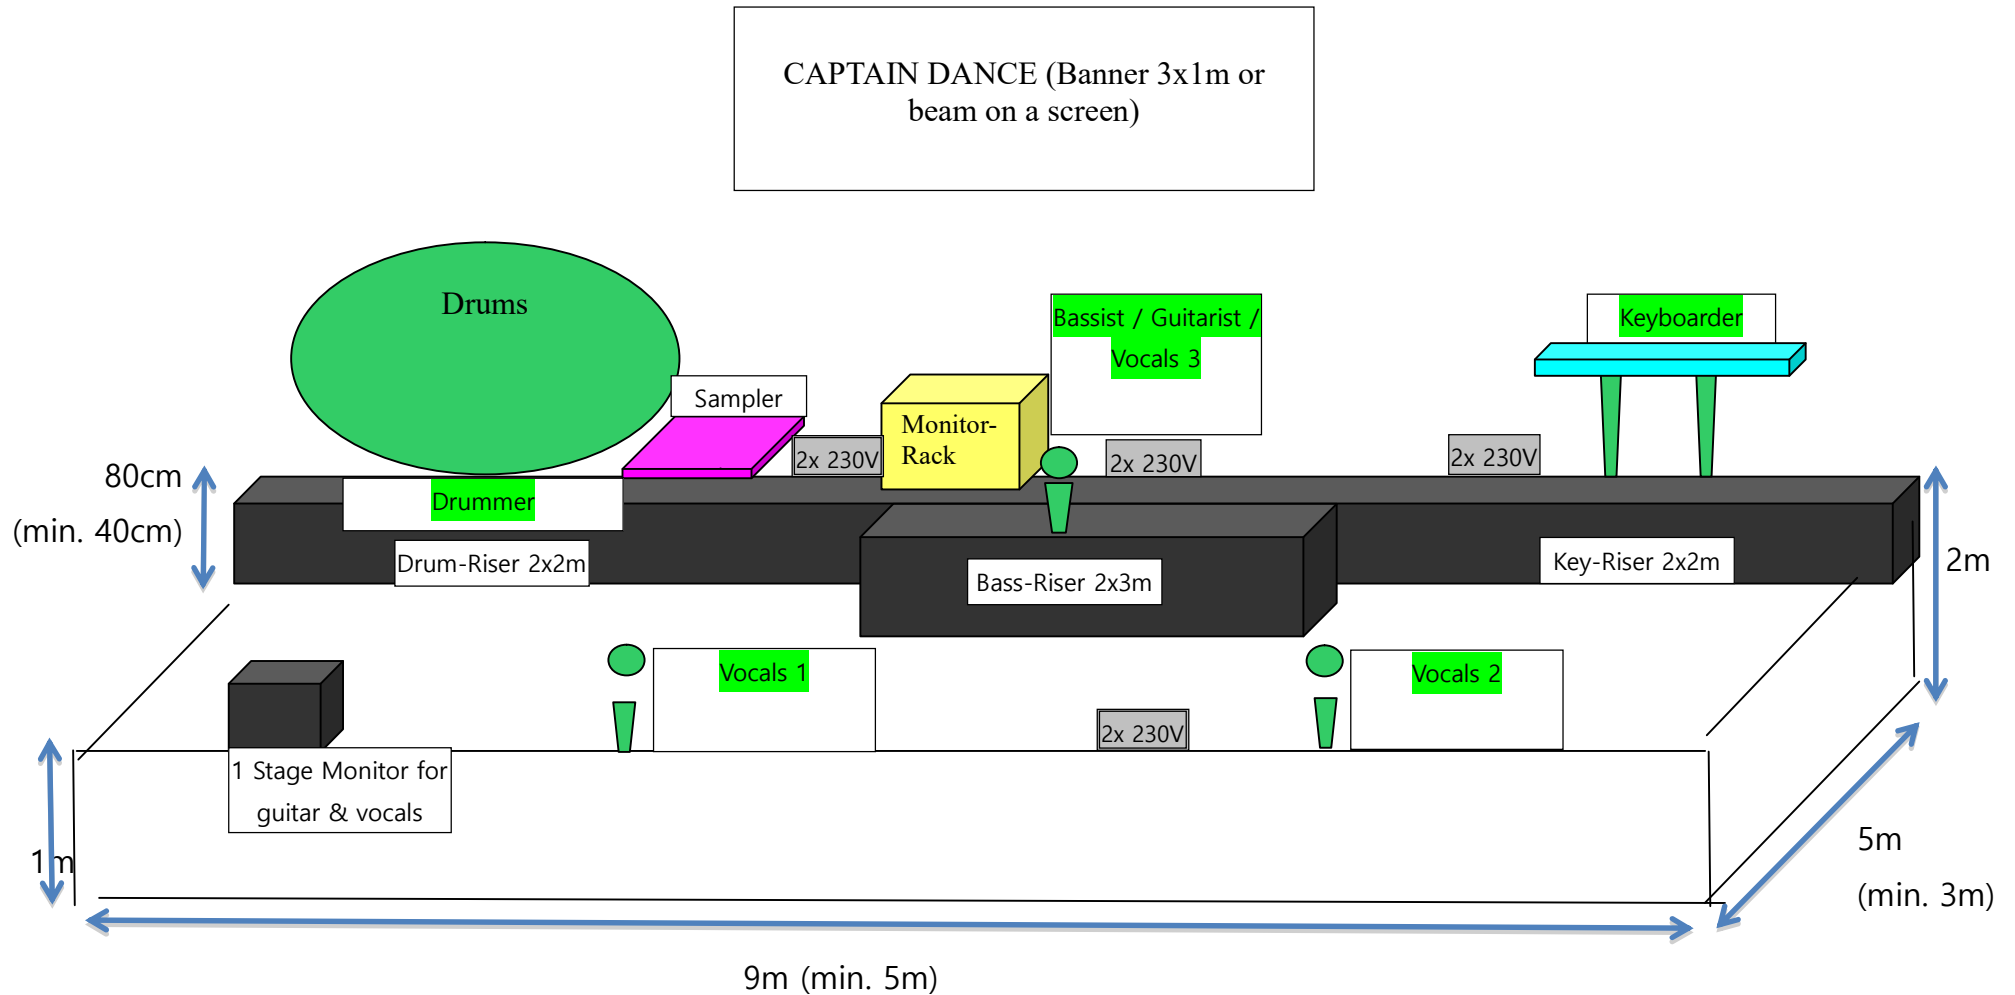 CAPTAIN DANCE (Banner 3x1m or
beam on a screen)
Drums
Bassist / Guitarist /
Vocals 3
Keyboarder
Sampler
Monitor-
Rack
2x 230V
2x 230V
2x 230V
80cm
(min. 40cm)
Drummer
Drum-Riser 2x2m
Bass-Riser 2x3m
Key-Riser 2x2m
2m
Vocals 1
Vocals 2
2x 230V
1 Stage Monitor for
guitar & vocals
1m
5m
(min. 3m)
9m (min. 5m)